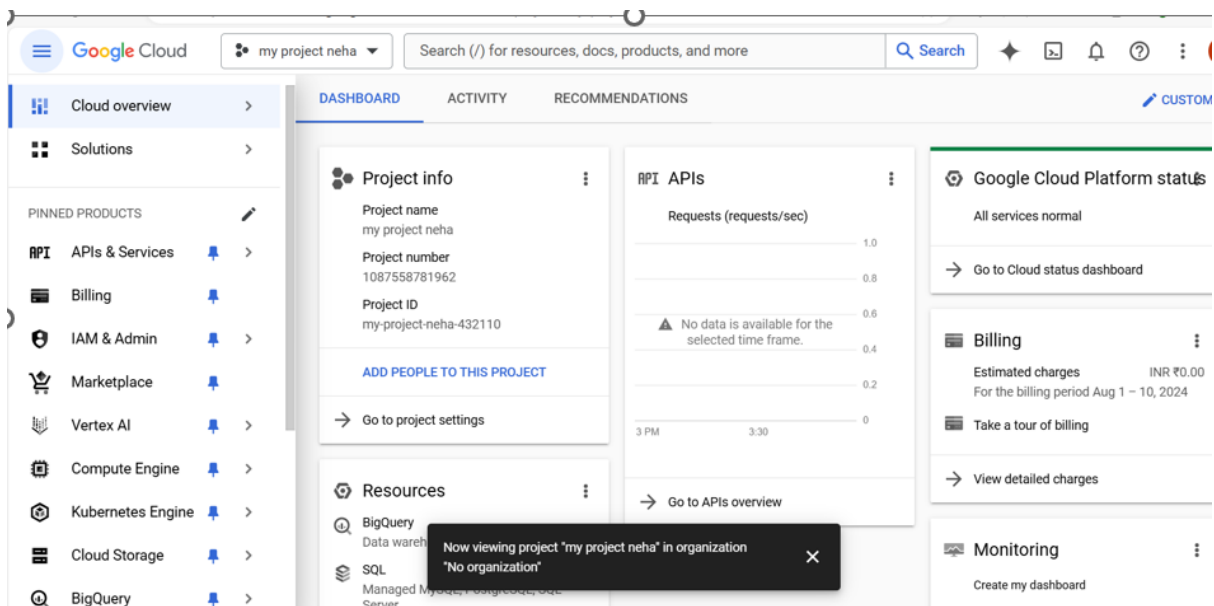 Google Cloud
my project neha
Search (/) for resources, docs, products, and more
Search
Cloud overview
Solutions
PINNED PRODUCTS
API APIs & Services
Billing
IAM & Admin
Marketplace
Vertex AI
Compute Engine
Kubernetes Engine
Cloud Storage
BigQuery
DASHBOARD
ACTIVITY
RECOMMENDATIONS
CUSTOM
Project info
Project name
my project neha
Project number
1087558781962
Project ID
my-project-neha-432110
ADD PEOPLE TO THIS PROJECT
Go to project settings
Resources
BigQuery
Data wareh
SQL
Managed MySQL, PostgreSQL, SQL
Server
API APIs
Requests (requests/sec)
1.0
0.8
0.6
0.4
0.2
0
No data is available for the
selected time frame.
3 PM
3:30
Go to APIs overview
Google Cloud Platform status
All services normal
Go to Cloud status dashboard
Billing
Estimated charges INR ₹0.00
For the billing period Aug 1 – 10, 2024
Take a tour of billing
View detailed charges
Monitoring
Create my dashboard
Now viewing project "my project neha" in organization
"No organization"